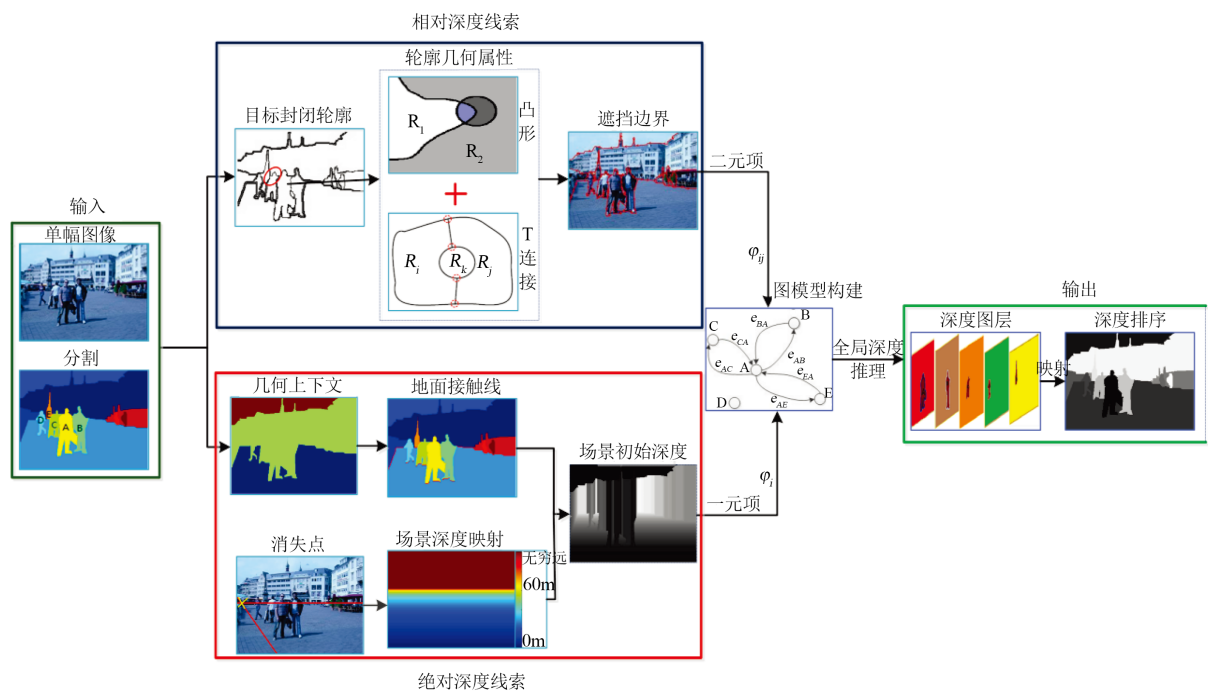 相对深度线索
轮廓几何属性
目标封闭轮廓
R1
R2
凸形
遮挡边界
二元项
Ri
Rk
Rj
T连接
φij
输入
单幅图像
分割
D
E
C
A
B
几何上下文
地面接触线
消失点
场景深度映射
无穷远
60m
0m
场景初始深度
一元项
φi
绝对深度线索
图模型构建
C
B
eBA
eCA
eAB
eAC
A
eEA
E
D
eAE
全局深度
推理
输出
深度图层
深度排序
映射